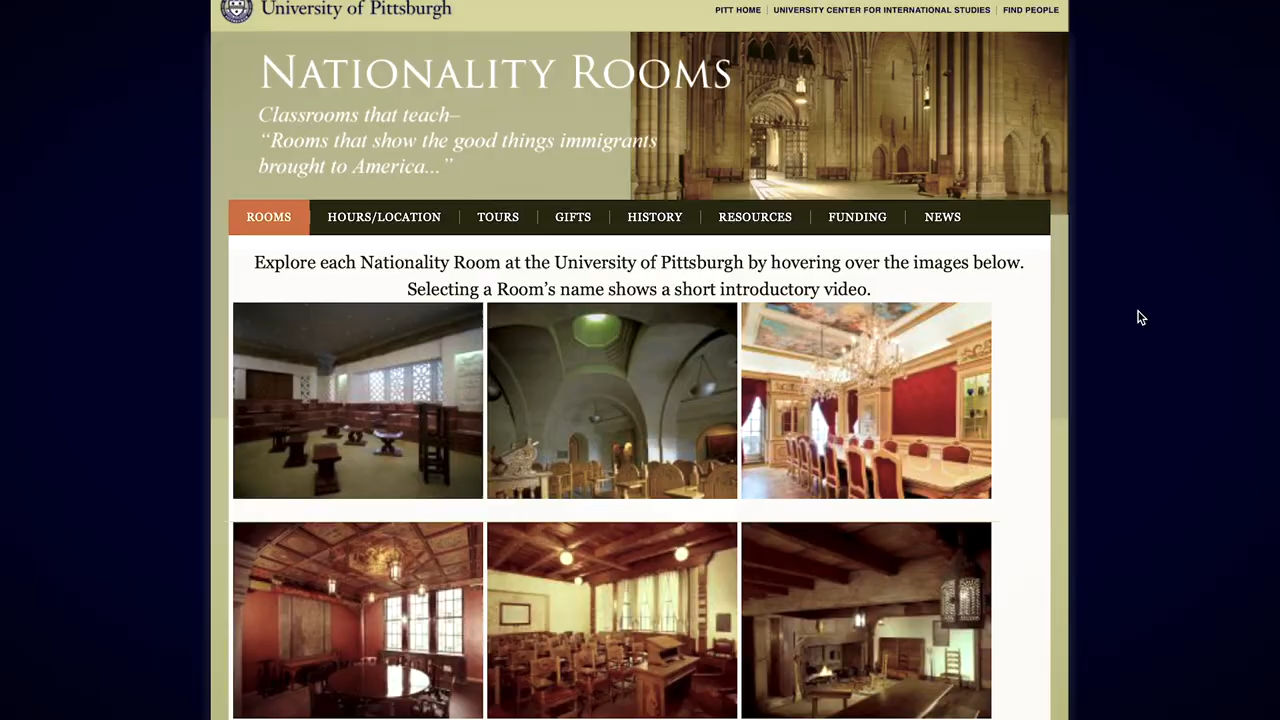 University of Pittsburgh
PITT HOME | UNIVERSITY CENTER FOR INTERNATIONAL STUDIES | FIND PEOPLE
NATIONALITY ROOMS
Classrooms that teach–
“Rooms that show the good things immigrants
brought to America...”
ROOMS | HOURS/LOCATION | TOURS | GIFTS | HISTORY | RESOURCES | FUNDING | NEWS
Explore each Nationality Room at the University of Pittsburgh by hovering over the images below.
Selecting a Room’s name shows a short introductory video.